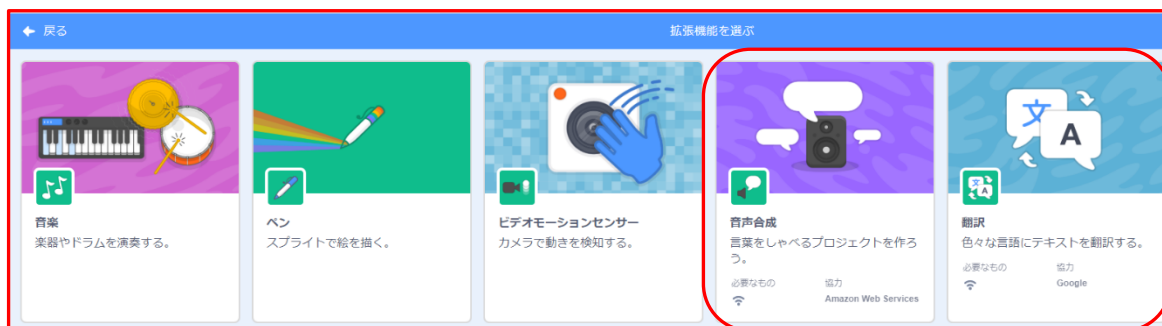 戻る
拡張機能を選ぶ
音楽
楽器やドラムを演奏する。
ペン
スプライトで絵を描く。
ビデオモーションセンサー
カメラで動きを検知する。
音声合成
言葉をしゃべるプロジェクトを作ろ
う。
必要なもの
協力
Amazon Web Services
文
A
翻訳
色々な言語にテキストを翻訳する。
必要なもの
協力
Google